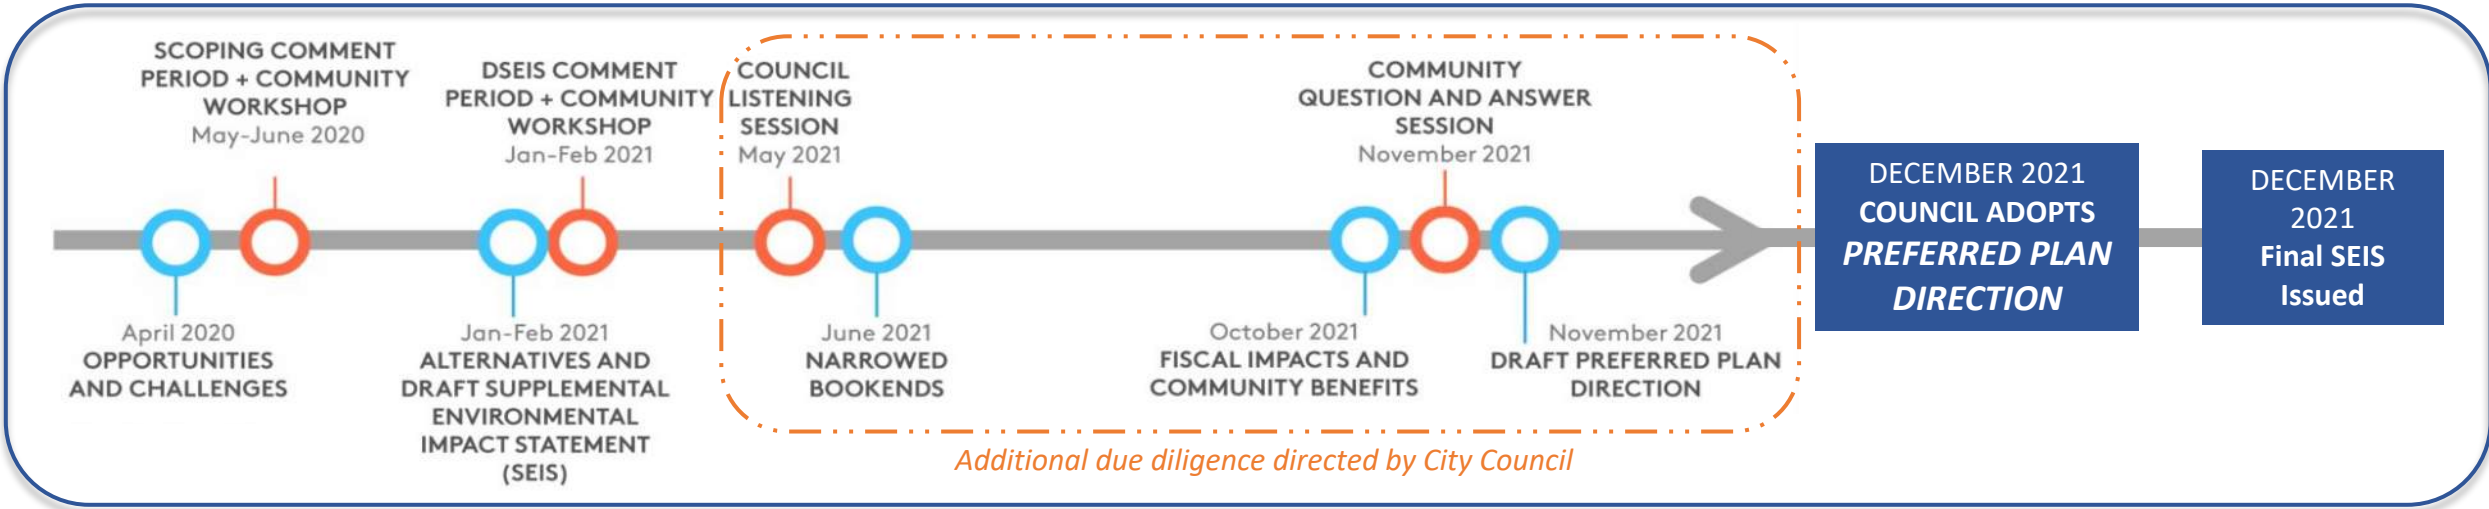 SCOPING COMMENT
PERIOD + COMMUNITY
WORKSHOP
May-June 2020
DSEIS COMMENT
PERIOD + COMMUNITY
WORKSHOP
Jan-Feb 2021
COUNCIL
LISTENING
SESSION
May 2021
COMMUNITY
QUESTION AND ANSWER
SESSION
November 2021
April 2020
OPPORTUNITIES
AND CHALLENGES
Jan-Feb 2021
ALTERNATIVES AND
DRAFT SUPPLEMENTAL
ENVIRONMENTAL
IMPACT STATEMENT
(SEIS)
June 2021
NARROWED
BOOKENDS
October 2021
FISCAL IMPACTS AND
COMMUNITY BENEFITS
November 2021
DRAFT PREFERRED PLAN
DIRECTION
Additional due diligence directed by City Council
DECEMBER 2021
COUNCIL ADOPTS
PREFERRED PLAN
DIRECTION
DECEMBER
2021
Final SEIS
Issued